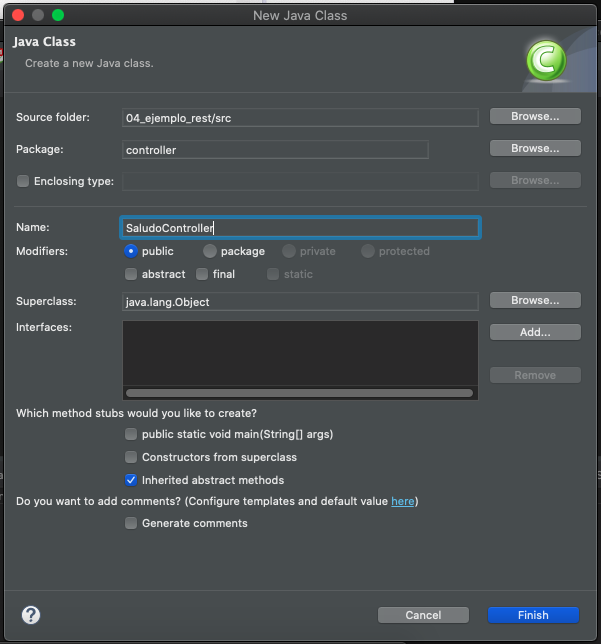 New Java Class
Java Class
Create a new Java class.
C
Source folder: 04_ejemplo_rest/src Browse...
Package: controller Browse...
Enclosing type: Browse...
Name: SaludoController
Modifiers: public package private protected
abstract final static
Superclass: java.lang.Object Browse...
Interfaces: Add...
Remove
Which method stubs would you like to create?
public static void main(String[] args)
Constructors from superclass
Inherited abstract methods
Do you want to add comments? (Configure templates and default value here)
Generate comments
? Cancel Finish